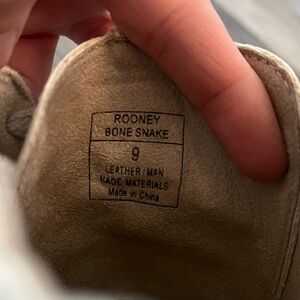 ROONEY
BONE SNAKE
9
LEATHER/MAN
MADE MATERIALS
Made in China